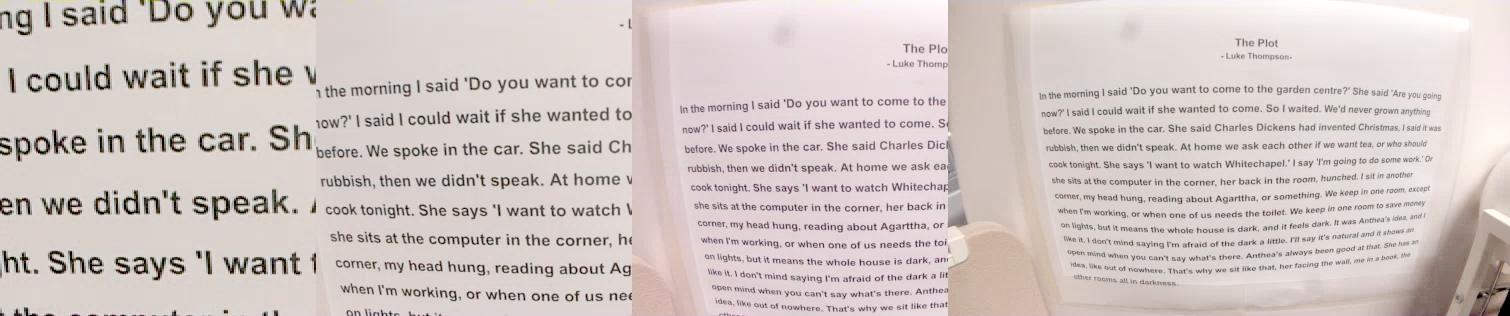 ng I said 'Do you wa
I could wait if she w
spoke in the car. Sh
en we didn't speak.
ht. She says 'I want t
the morning I said 'Do you want to cor
now?' I said I could wait if she wanted to
before. We spoke in the car. She said Ch
rubbish, then we didn't speak. At home w
cook tonight. She says 'I want to watch W
she sits at the computer in the corner, he
corner, my head hung, reading about Ag
when I'm working, or when one of us nee
on lights, but it
The Plo
- Luke Thomp
In the morning I said 'Do you want to come to the
now?' I said I could wait if she wanted to come. So
before. We spoke in the car. She said Charles Dick
rubbish, then we didn't speak. At home we ask ea
cook tonight. She says 'I want to watch Whitechap
she sits at the computer in the corner, her back in
corner, my head hung, reading about Agarttha, or
when I'm working, or when one of us needs the toi
on lights, but it means the whole house is dark, an
like it. I don't mind saying I'm afraid of the dark a lit
open mind when you can't say what's there. Anthea
idea, like out of nowhere. That's why we sit like that
The Plot
- Luke Thompson-
In the morning I said 'Do you want to come to the garden centre?' She said 'Are you going
now?' I said I could wait if she wanted to come. So I waited. We'd never grown anything
before. We spoke in the car. She said Charles Dickens had invented Christmas, I said it was
rubbish, then we didn't speak. At home we ask each other if we want tea, or who should
cook tonight. She says 'I want to watch Whitechapel.' I say 'I'm going to do some work.' Or
she sits at the computer in the corner, her back in the room, hunched. I sit in another
corner, my head hung, reading about Agarttha, or something. We keep in one room, except
when I'm working, or when one of us needs the toilet. We keep in one room to save money
on lights, but it means the whole house is dark, and it feels dark. It was Anthea's idea, and I
like it. I don't mind saying I'm afraid of the dark a little. I'll say it's natural and it shows an
open mind when you can't say what's there. Anthea's always been good at that. She has an
idea, like out of nowhere. That's why we sit like that, her facing the wall, me in a book, the
other rooms all in darkness.